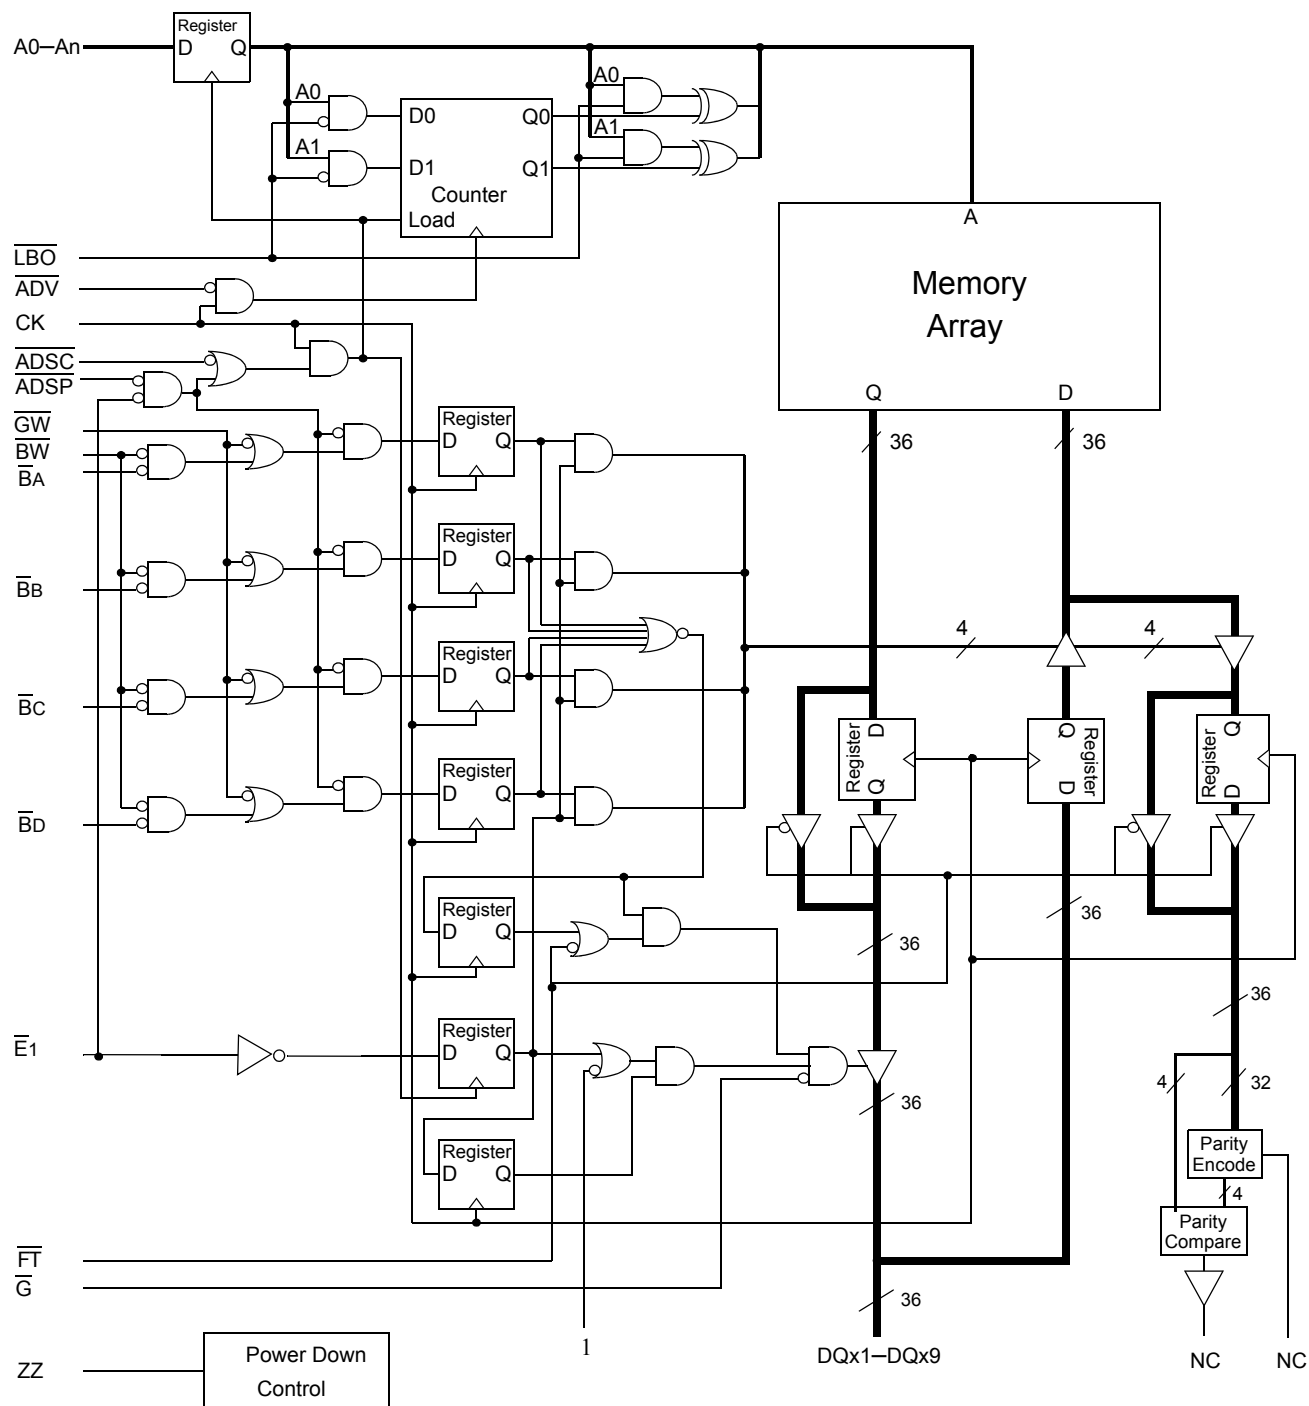 Register
A0–An D Q
A0 A0
D0 Q0
A1 A1
D1 Q1
Counter
Load A
LBO
Memory
ADV
CK Array
ADSC
ADSP
Q D
GW Register
BW D Q 36 36
BA
Register
D Q
BB
4 4
Register
D Q
BC
Register D Q Register Register Q
Q D D
Register
D Q
BD
Register
D Q 36
36
36
Register
E1 D Q
4 32
36
Register Parity
D Q Encode
4
Parity
Compare
FT
G
36
1
DQx1–DQx9
NC NC
Power Down
ZZ
Control